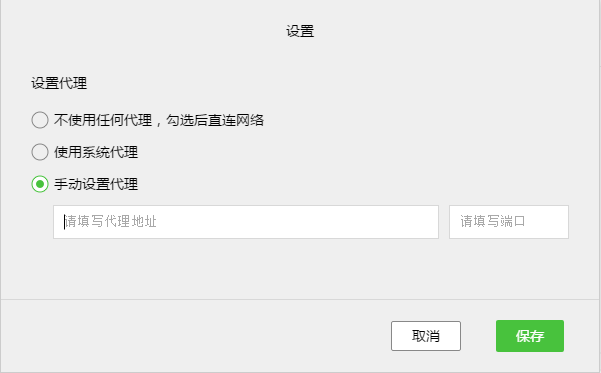 设置
设置代理
不使用任何代理，勾选后直连网络
使用系统代理
手动设置代理
请填写代理地址 请填写端口
取消 保存